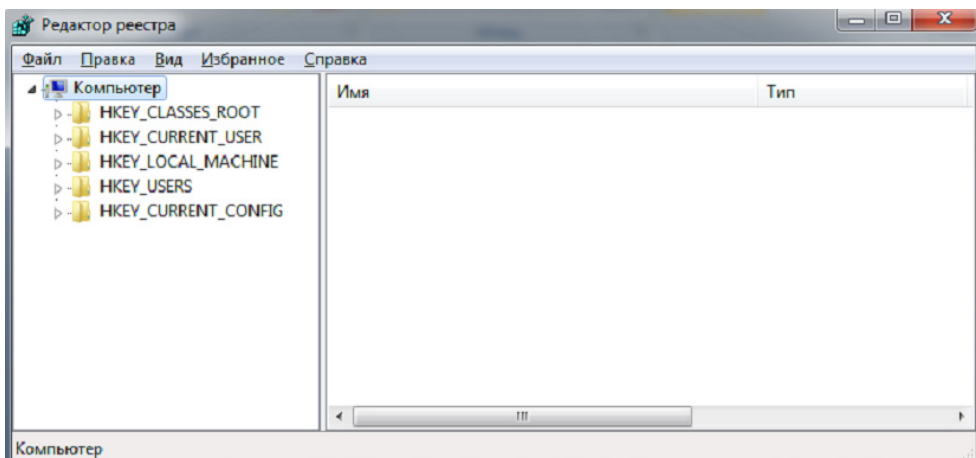 Редактор реестра
Файл Правка Вид Избранное Справка
Компьютер
HKEY_CLASSES_ROOT
HKEY_CURRENT_USER
HKEY_LOCAL_MACHINE
HKEY_USERS
HKEY_CURRENT_CONFIG
Имя Тип
Компьютер